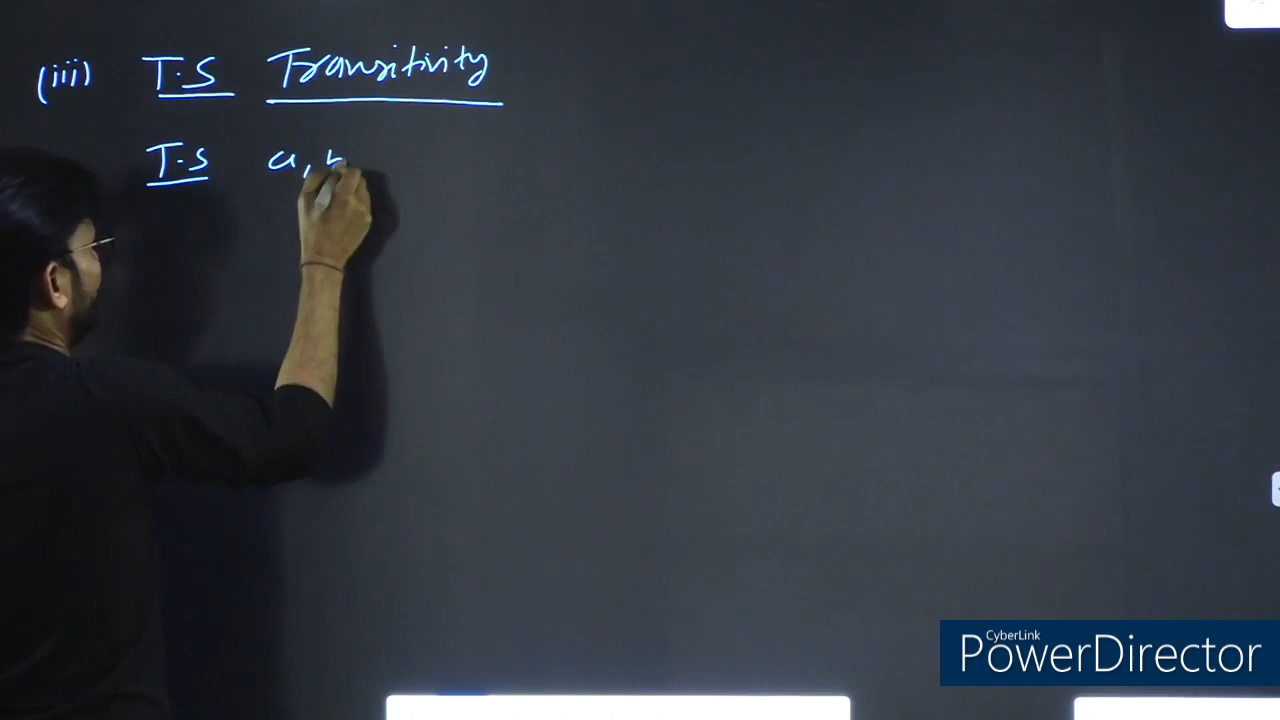 (iii) T.S Transitivity
T.S a,
CyberLink
PowerDirector